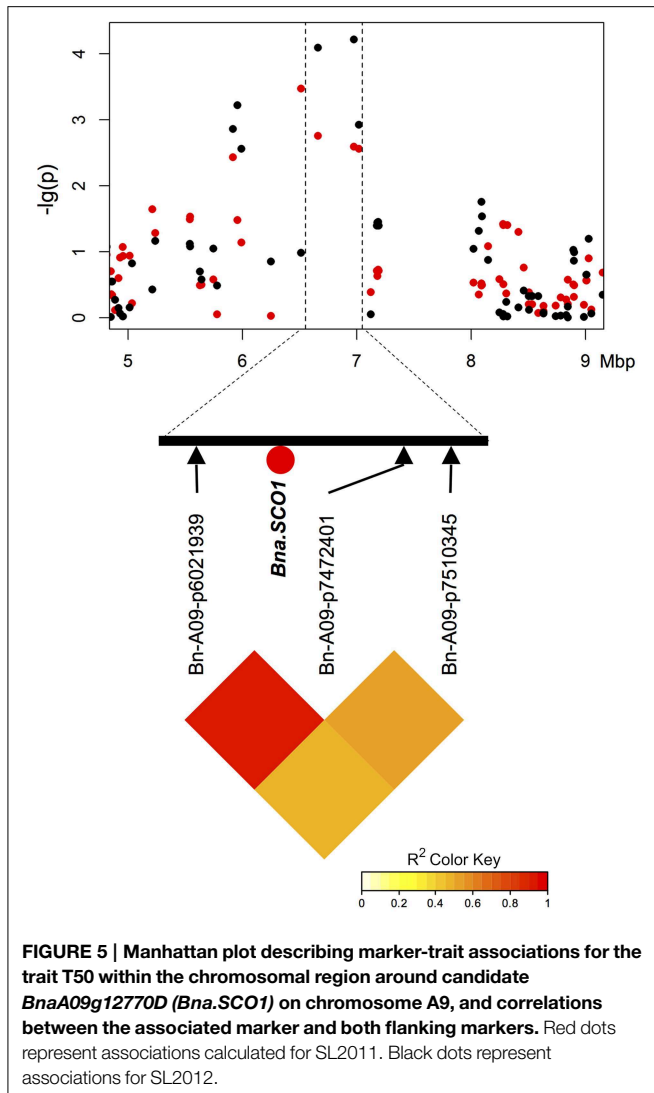 4
3
2
1
0
-lg(p)
5 6 7 8 9 Mbp
Bn-A09-p6021939
Bna.SCO1
Bn-A09-p7472401
Bn-A09-p7510345
R² Color Key
0 0.2 0.4 0.6 0.8 1
FIGURE 5 | Manhattan plot describing marker-trait associations for the
trait T50 within the chromosomal region around candidate
BnaA09g12770D (Bna.SCO1) on chromosome A9, and correlations
between the associated marker and both flanking markers. Red dots
represent associations calculated for SL2011. Black dots represent
associations for SL2012.